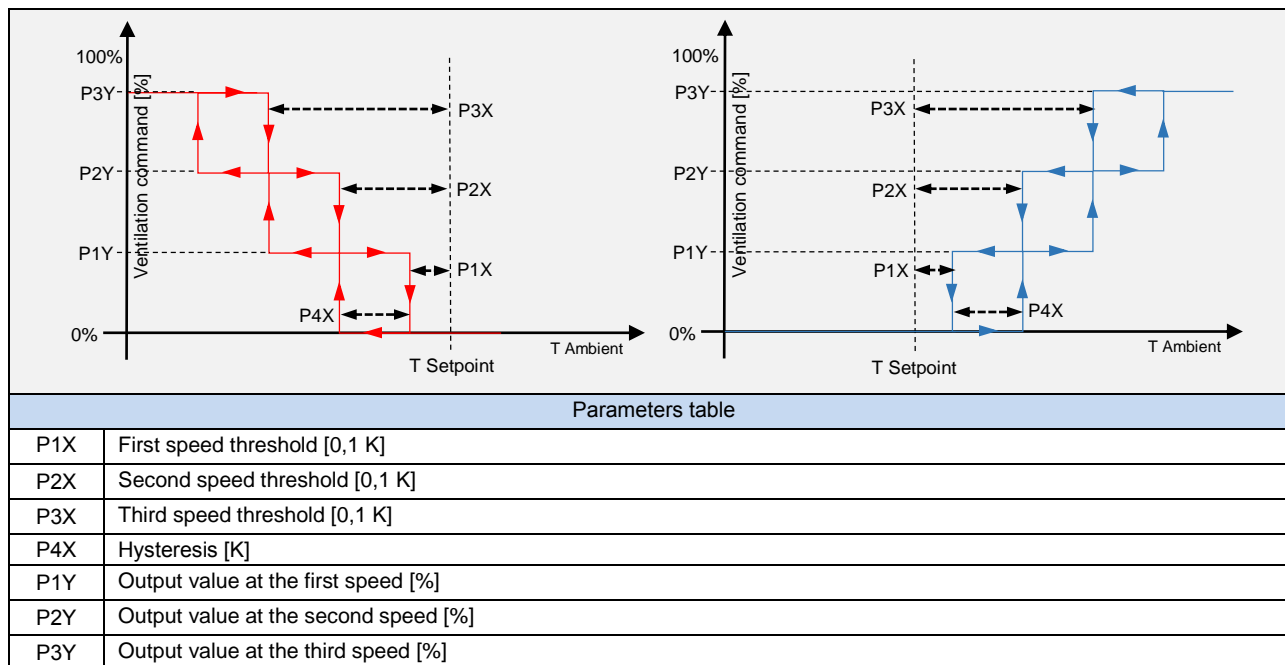 100%
P3Y
P2Y
P1Y
0%
Ventilation command [%]
P3X
P2X
P1X
P4X
T Ambient
T Setpoint
100%
P3Y
P2Y
P1Y
0%
Ventilation command [%]
P3X
P2X
P1X
P4X
T Ambient
T Setpoint
Parameters table
P1X First speed threshold [0,1 K]
P2X Second speed threshold [0,1 K]
P3X Third speed threshold [0,1 K]
P4X Hysteresis [K]
P1Y Output value at the first speed [%]
P2Y Output value at the second speed [%]
P3Y Output value at the third speed [%]